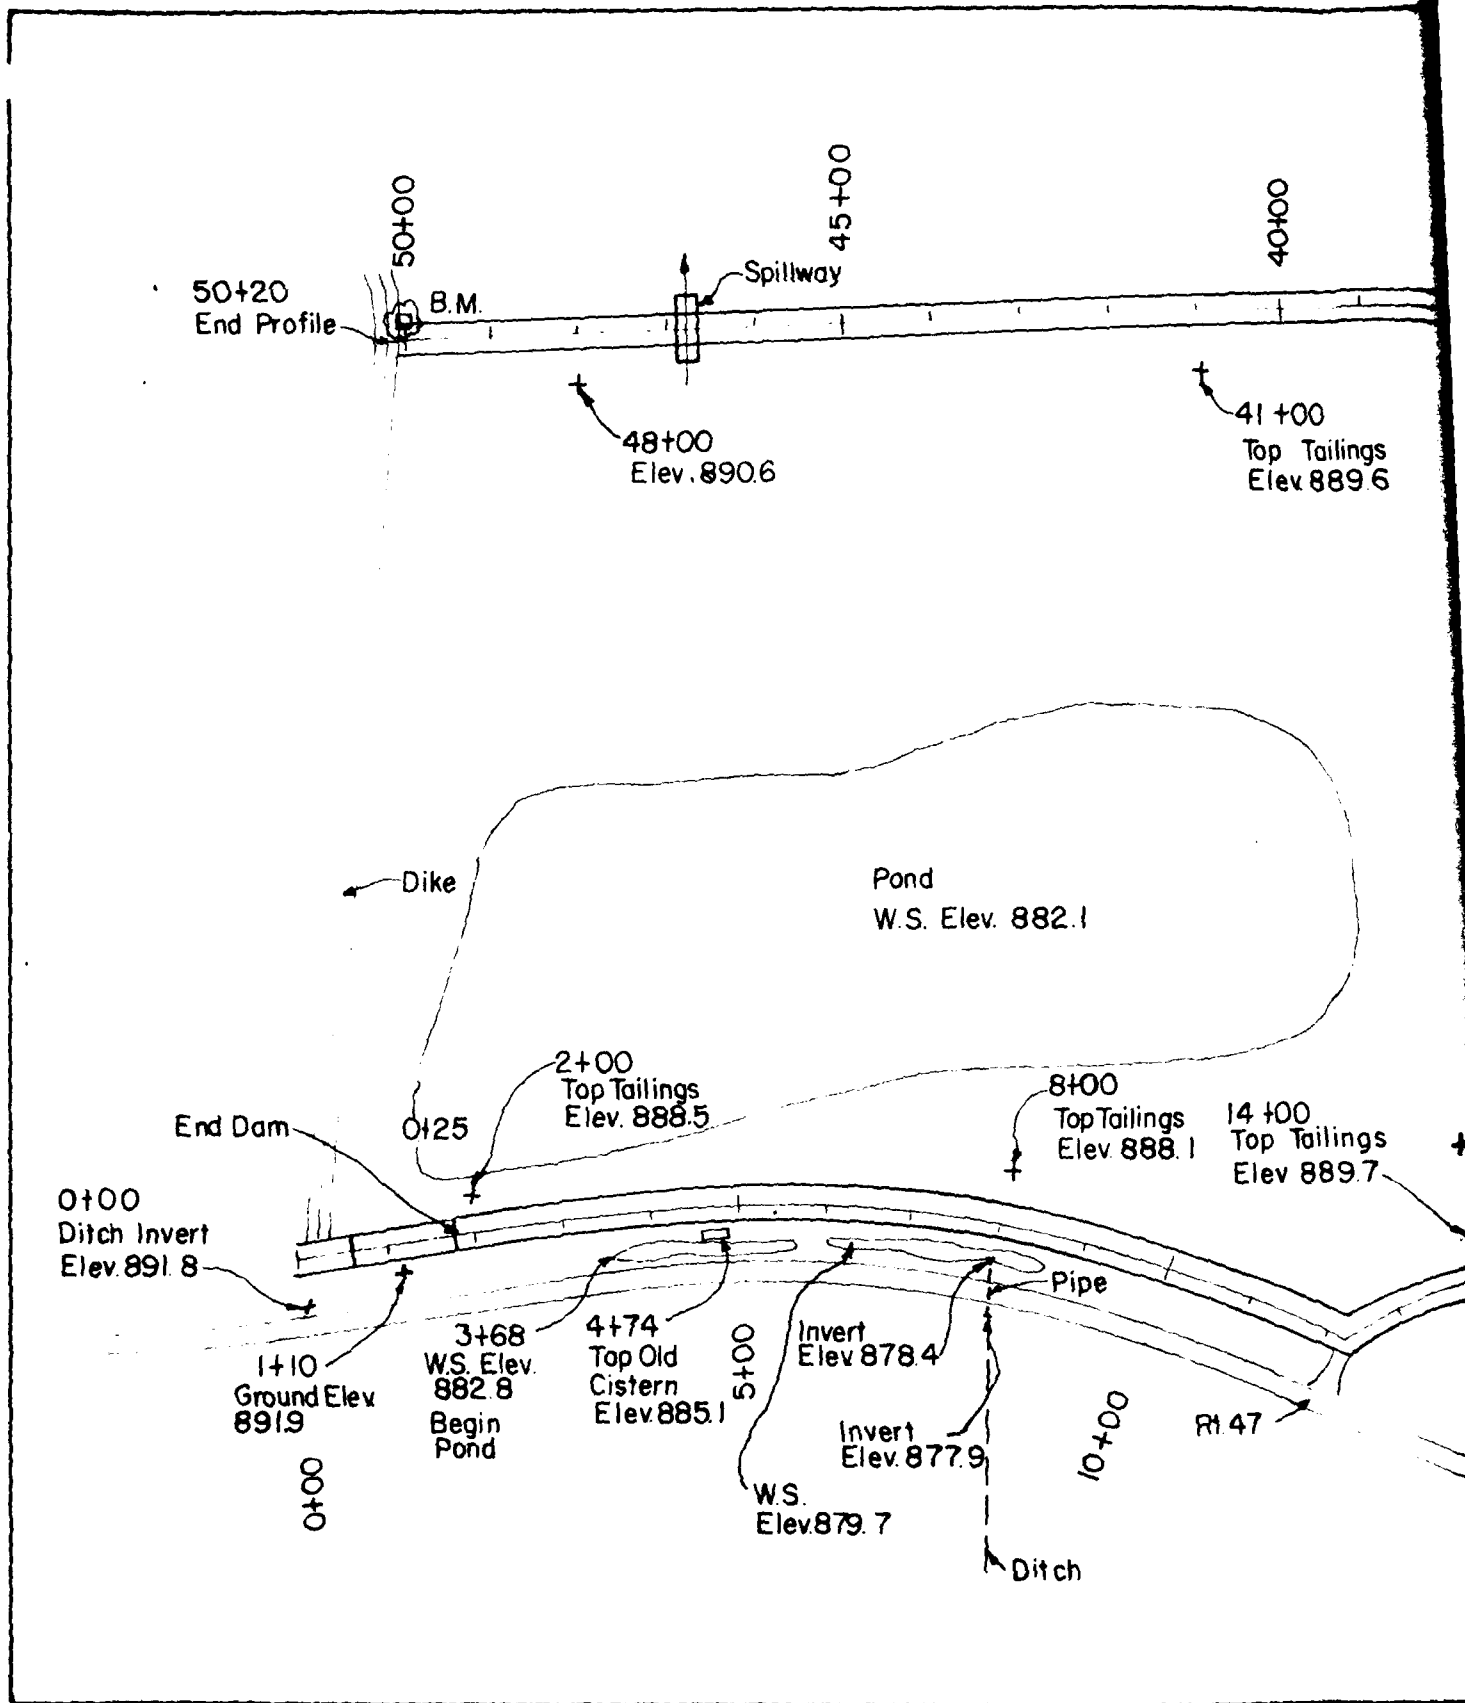 50+00
45+00
40+00
50+20
End Profile
B.M.
Spillway
48+00
Elev. 890.6
41+00
Top Tailings
Elev. 889.6
Dike
Pond
W.S. Elev. 882.1
2+00
Top Tailings
Elev. 888.5
End Dam
0+25
8+00
Top Tailings
Elev. 888.1
14+00
Top Tailings
Elev 889.7
0+00
Ditch Invert
Elev. 891.8
1+10
Ground Elev.
891.9
3+68
W.S. Elev.
882.8
Begin
Pond
4+74
Top Old
Cistern
Elev. 885.1
5+00
Invert
Elev. 878.4
Pipe
Invert
Elev. 877.9
10+00
Rt. 47
0+00
W.S.
Elev. 879.7
Ditch